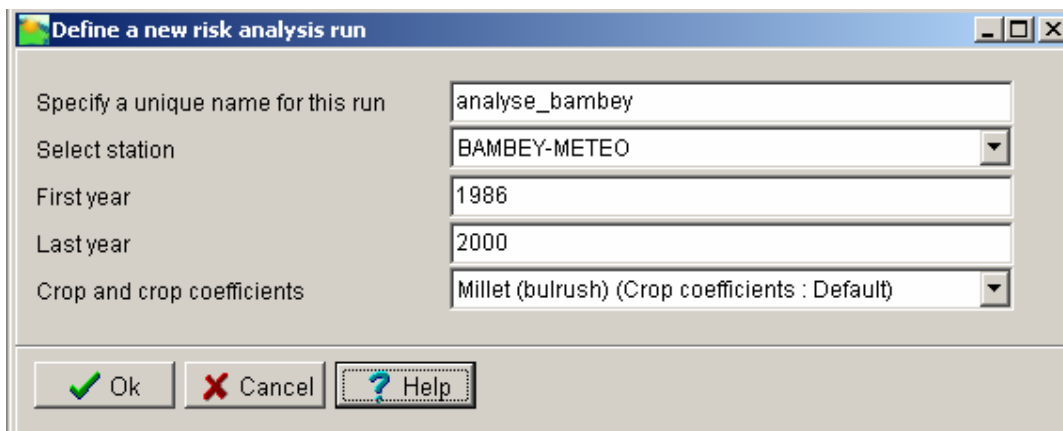 Define a new risk analysis run
Specify a unique name for this run analyse_bambey
Select station BAMBEY-METEO
First year 1986
Last year 2000
Crop and crop coefficients Millet (bulrush) (Crop coefficients : Default)
Ok Cancel Help